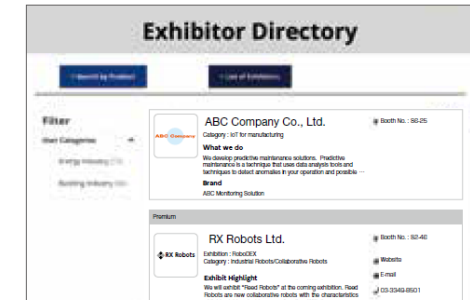 Exhibitor Directory
Search by Product
List of Exhibitors
Filter
User Categories
Energy Industry
Building Industry
ABC Company
ABC Company Co., Ltd.
Category : IoT for manufacturing
Booth No. : S6-25
What we do
We develop predictive maintenance solutions. Predictive
maintenance is a technique that uses data analysis tools and
techniques to detect anomalies in your operation and possible ...
Brand
ABC Monitoring Solution
Premium
RX Robots
RX Robots Ltd.
Exhibition : RoboDEX
Category : Industrial Robots/Collaborative Robots
Booth No. : S2-40
Website
E-mail
03-3349-8501
Exhibit Highlight
We will exhibit "Read Robots" at the coming exhibition. Read
Robots are new collaborative robots with the characteristics